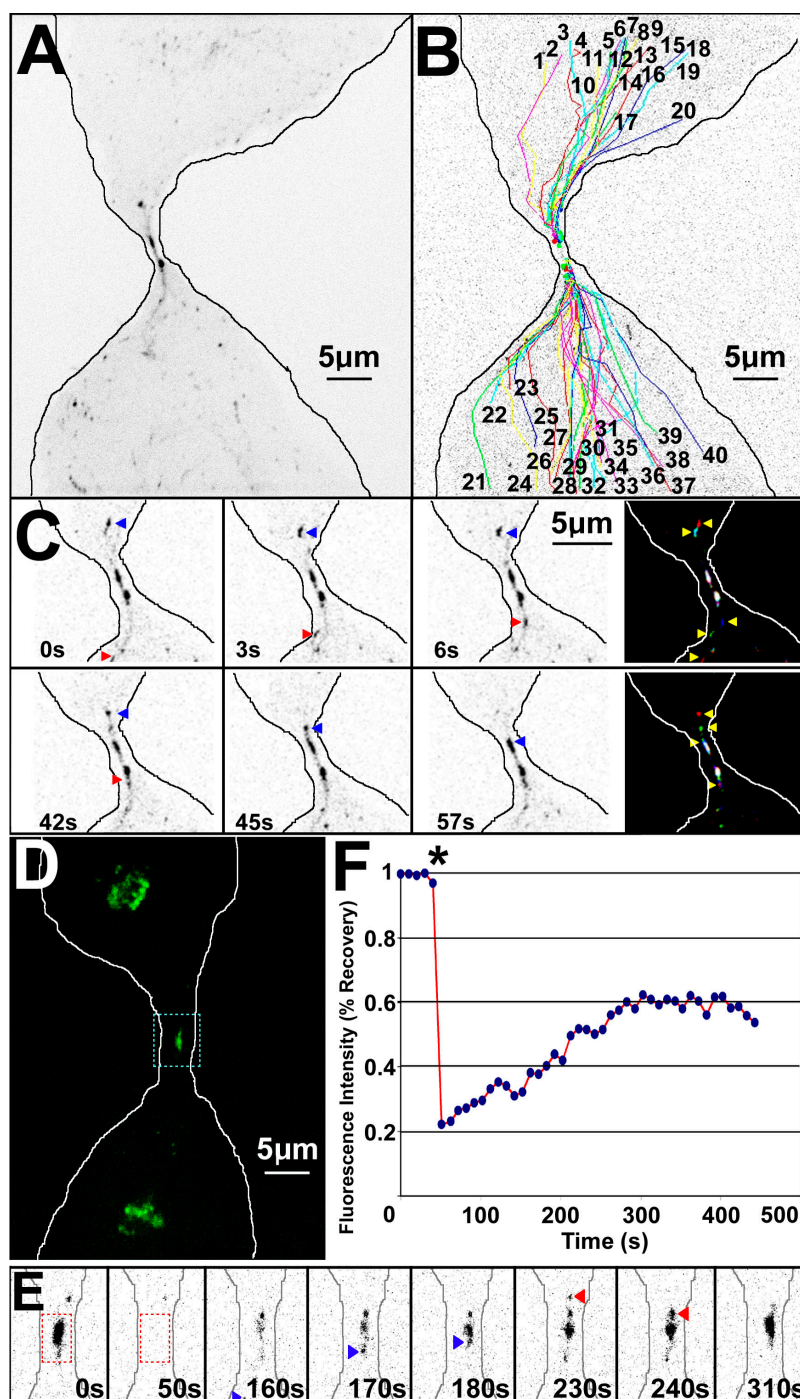 A
5µm
B
1 2 3 4 5 6 7 8 9
10 11 12 13 14 15 16 17 18 19 20
5µm
21 22 23 24 25 26 27 28 29 30 31 32 33 34 35 36 37 38 39 40
C
0s
3s
6s
5µm
42s
45s
57s
D
5µm
F
*
Fluorescence Intensity (% Recovery)
1
0.8
0.6
0.4
0.2
0 100 200 300 400 500
Time (s)
E
0s 50s 160s 170s 180s 230s 240s 310s